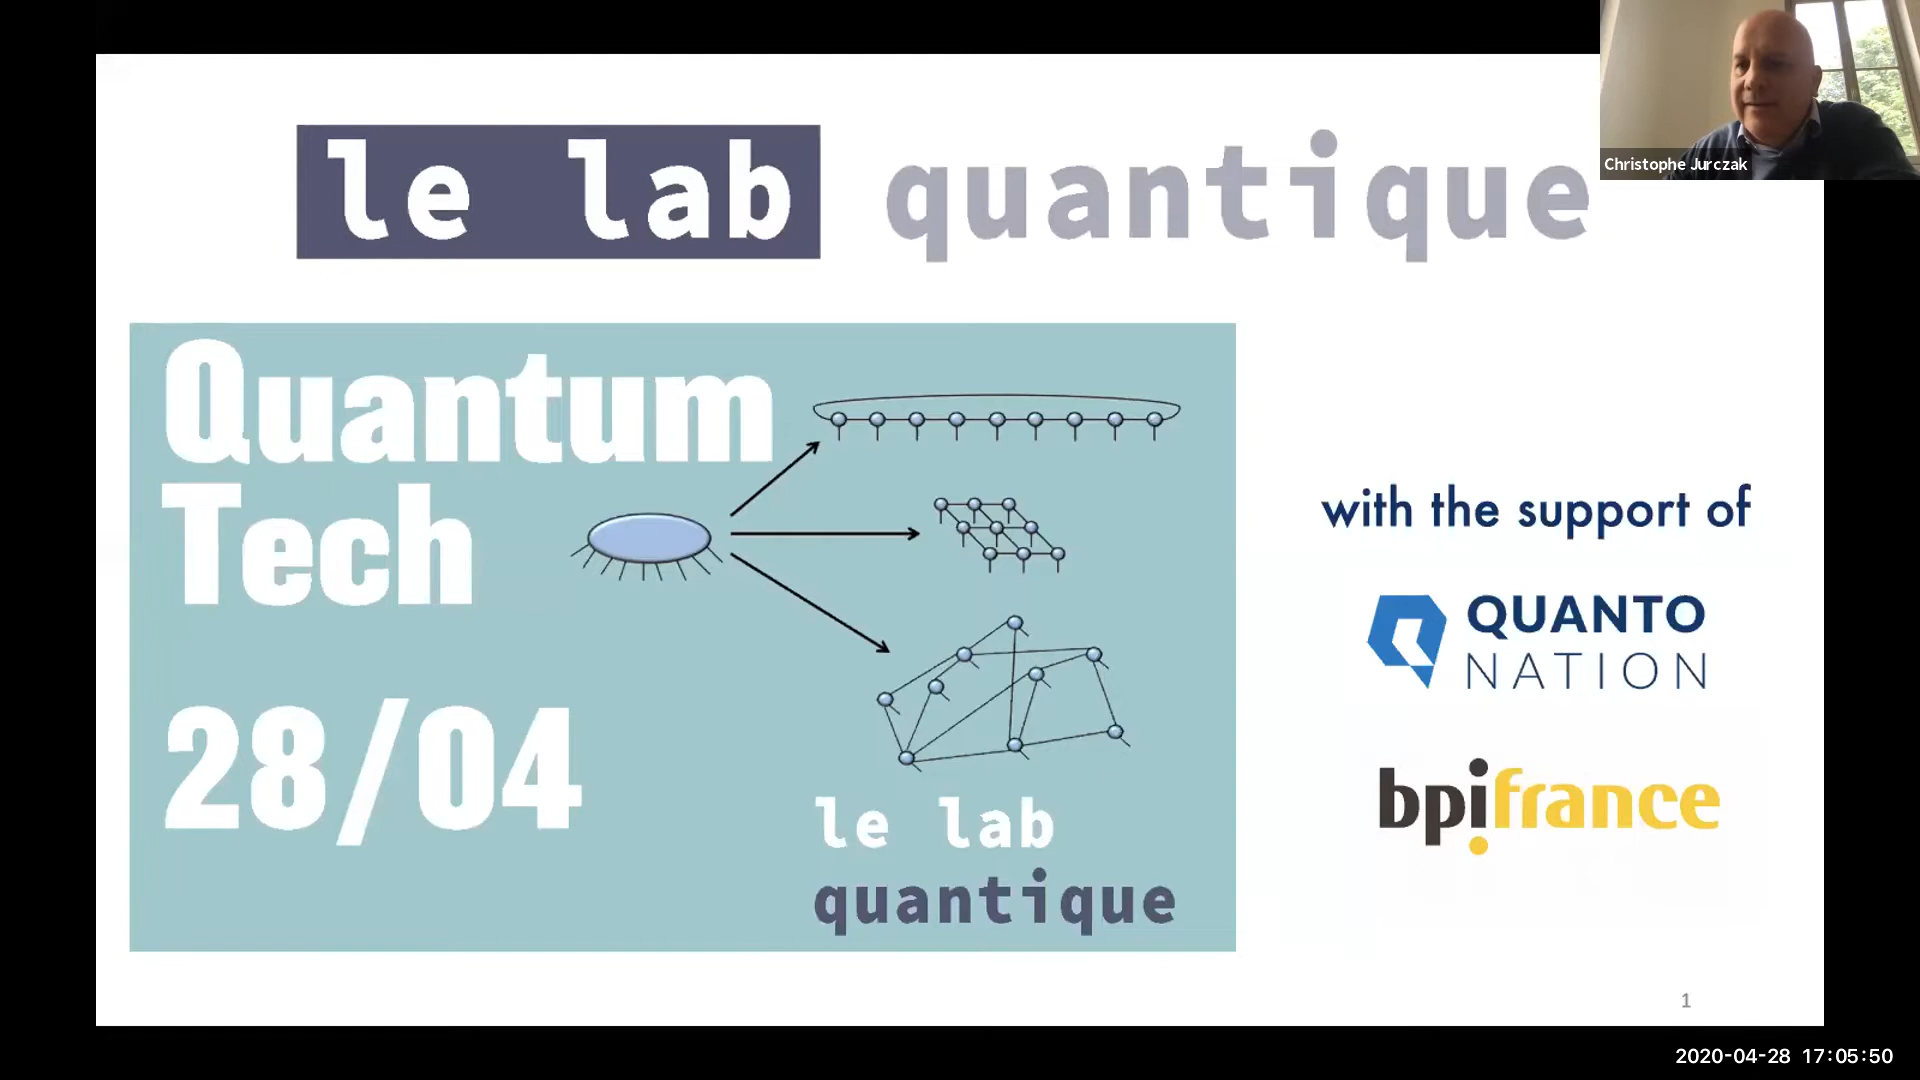 le lab quantique
Christophe Jurczak
Quantum
Tech
28/04
le lab
quantique
with the support of
QUANTO
NATION
bpifrance
1
2020-04-28 17:05:50